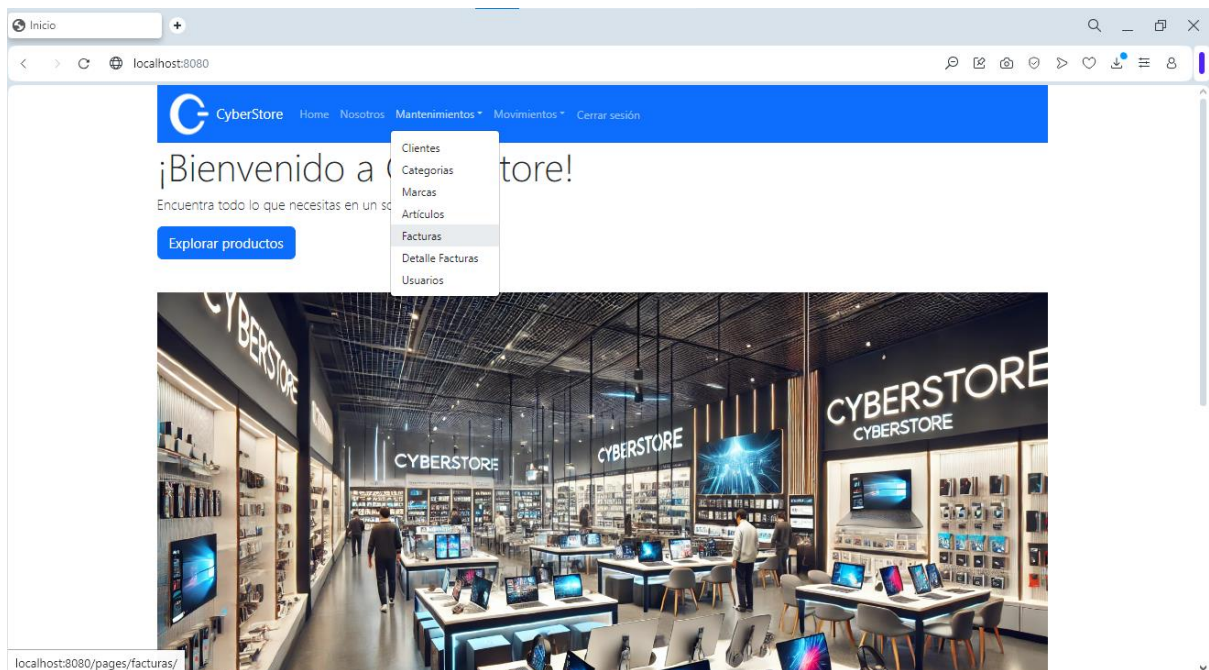 Inicio
localhost:8080
CyberStore Home Nosotros Mantenimientos Movimientos Cerrar sesión
Clientes
¡Bienvenido a C tore!
Categorias
Marcas
Encuentra todo lo que necesitas en un so
Artículos
Facturas
Explorar productos
Detalle Facturas
Usuarios
CYBERSTORE
CYBERSTORE
CYBERSTORE
CYBERSTORE
CYBERSTORE
localhost:8080/pages/facturas/